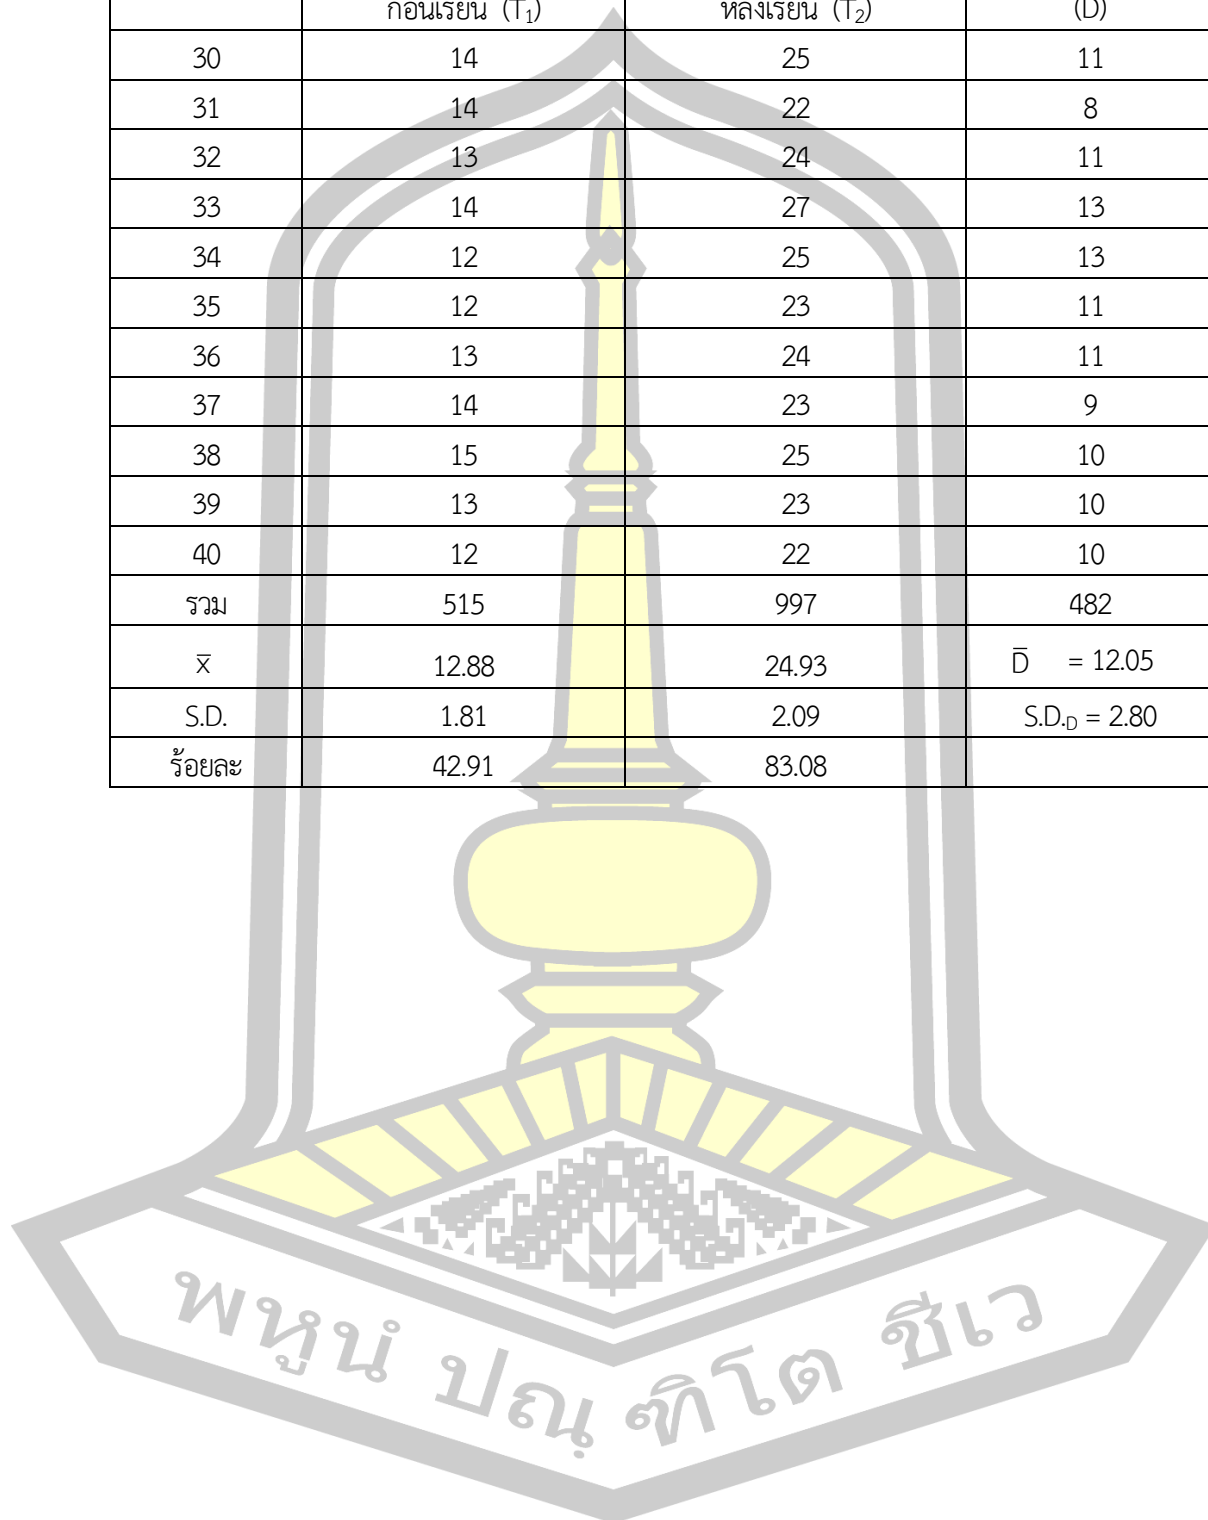 ก่อนเรียน (T1) หลังเรียน (T2) (D)
30 14 25 11
31 14 22 8
32 13 24 11
33 14 27 13
34 12 25 13
35 12 23 11
36 13 24 11
37 14 23 9
38 15 25 10
39 13 23 10
40 12 22 10
รวม 515 997 482
x̄ 12.88 24.93 D̄ = 12.05
S.D. 1.81 2.09 S.D.D = 2.80
ร้อยละ 42.91 83.08
พหูนํ ปณฺ ฑิโต ชีเว